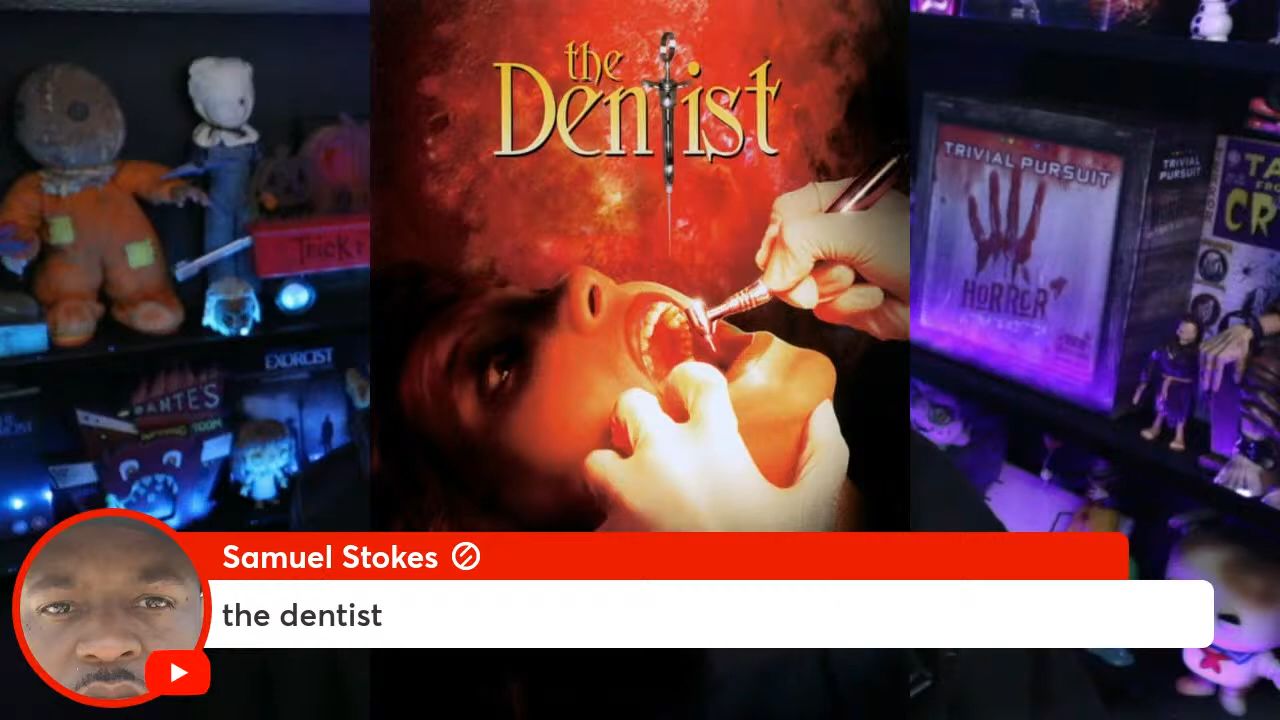 the
Dentist
TRIVIAL PURSUIT
HORROR
TRIVIAL
PURSUIT
TRICK
EXORCIST
DANTE'S
Samuel Stokes
the dentist